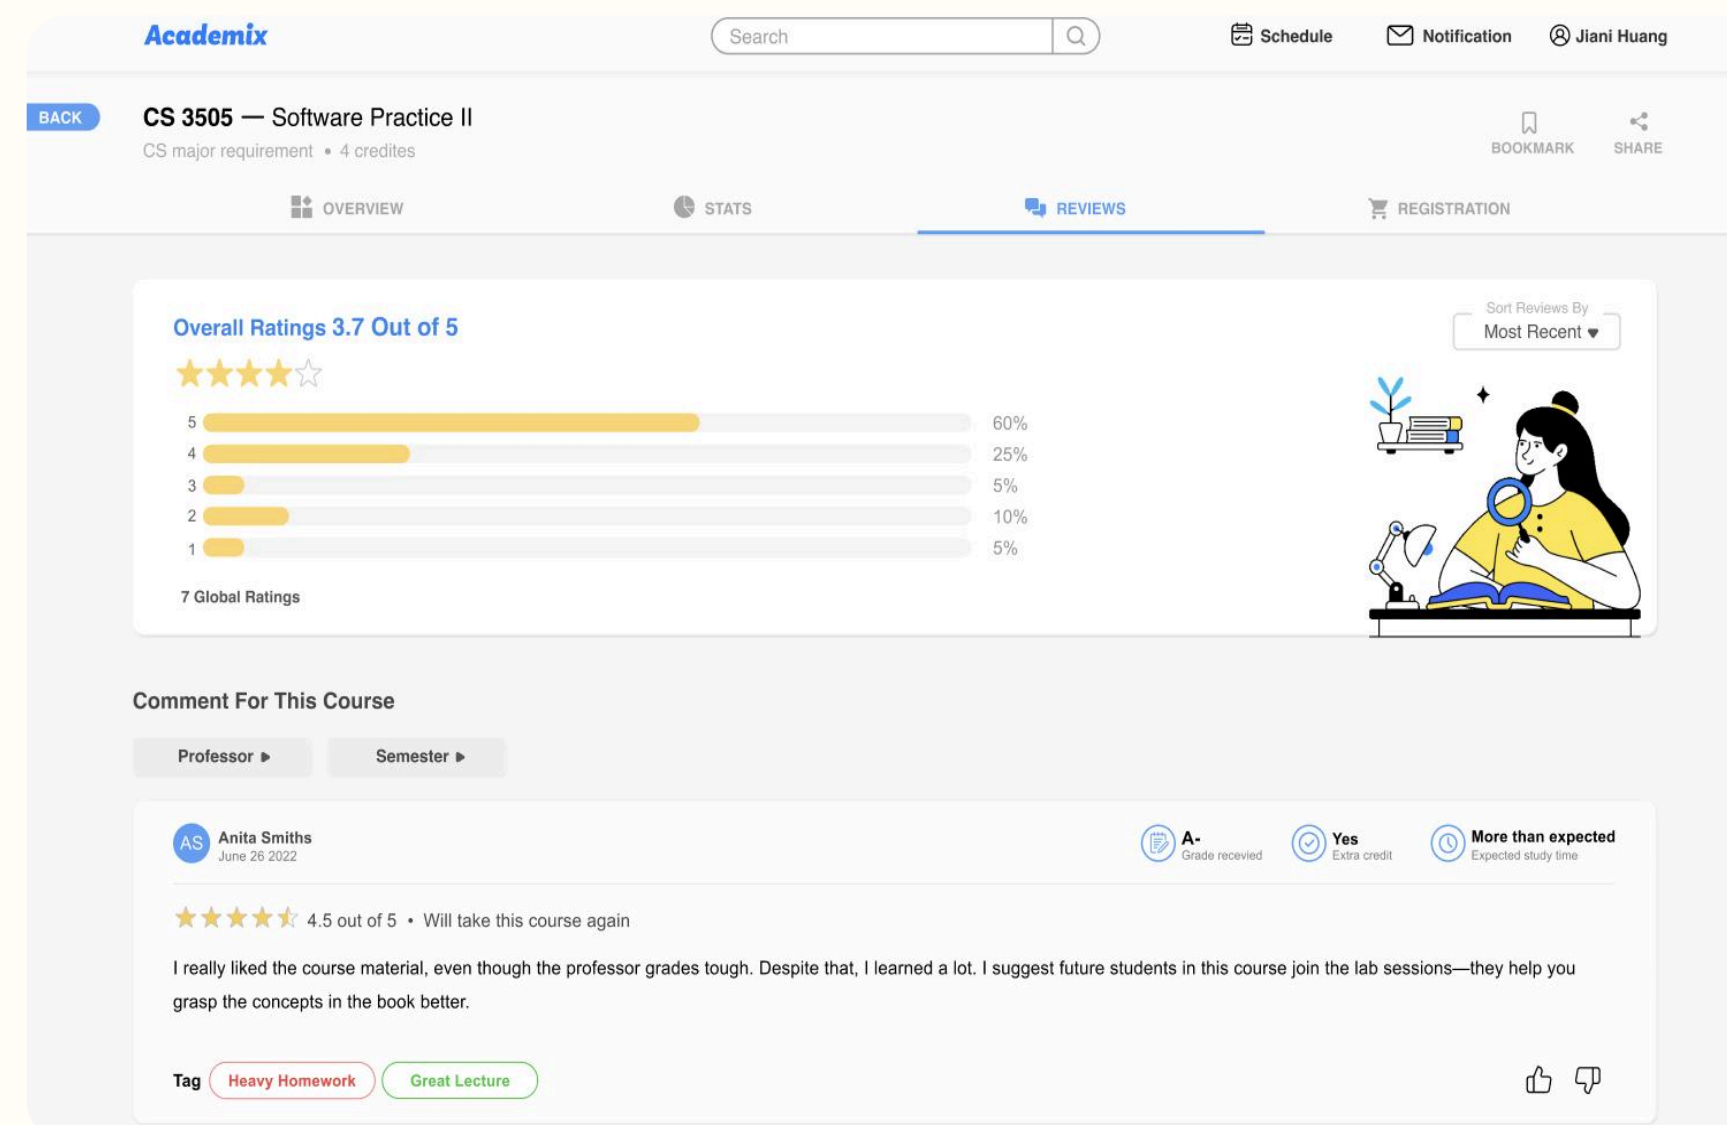 Academix
Search
Schedule
Notification
Jiani Huang
BACK
CS 3505 — Software Practice II
CS major requirement • 4 credites
BOOKMARK
SHARE
OVERVIEW
STATS
REVIEWS
REGISTRATION
Overall Ratings 3.7 Out of 5
Sort Reviews By
Most Recent
5 60%
4 25%
3 5%
2 10%
1 5%
7 Global Ratings
Comment For This Course
Professor
Semester
AS
Anita Smiths
June 26 2022
A-
Grade recevied
Yes
Extra credit
More than expected
Expected study time
4.5 out of 5 • Will take this course again
I really liked the course material, even though the professor grades tough. Despite that, I learned a lot. I suggest future students in this course join the lab sessions—they help you
grasp the concepts in the book better.
Tag
Heavy Homework
Great Lecture